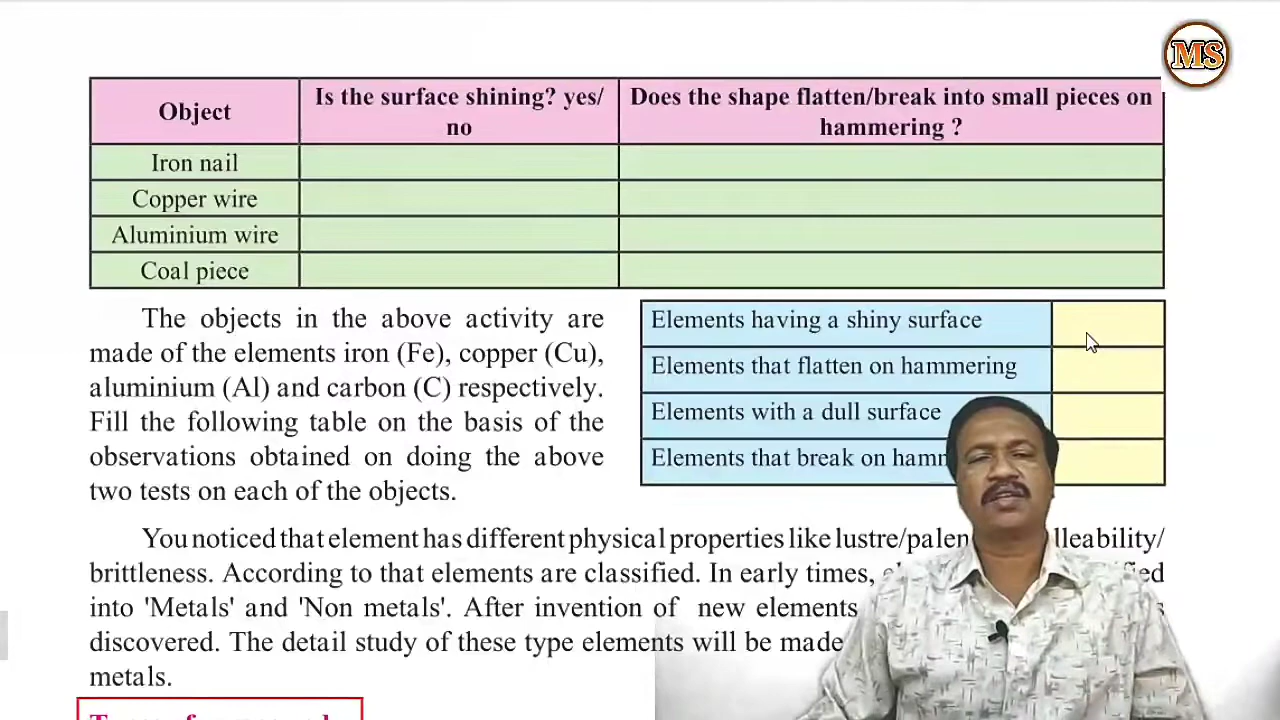 MS
Object
Is the surface shining? yes/
no
Does the shape flatten/break into small pieces on
hammering ?
Iron nail
Copper wire
Aluminium wire
Coal piece
The objects in the above activity are
made of the elements iron (Fe), copper (Cu),
aluminium (Al) and carbon (C) respectively.
Fill the following table on the basis of the
observations obtained on doing the above
two tests on each of the objects.
Elements having a shiny surface
Elements that flatten on hammering
Elements with a dull surface
Elements that break on
You noticed that element has different physical properties like
brittleness. According to that elements are classified. In early times,
into 'Metals' and 'Non metals'. After invention of new elements
discovered. The detail study of these type elements will be made
metals.